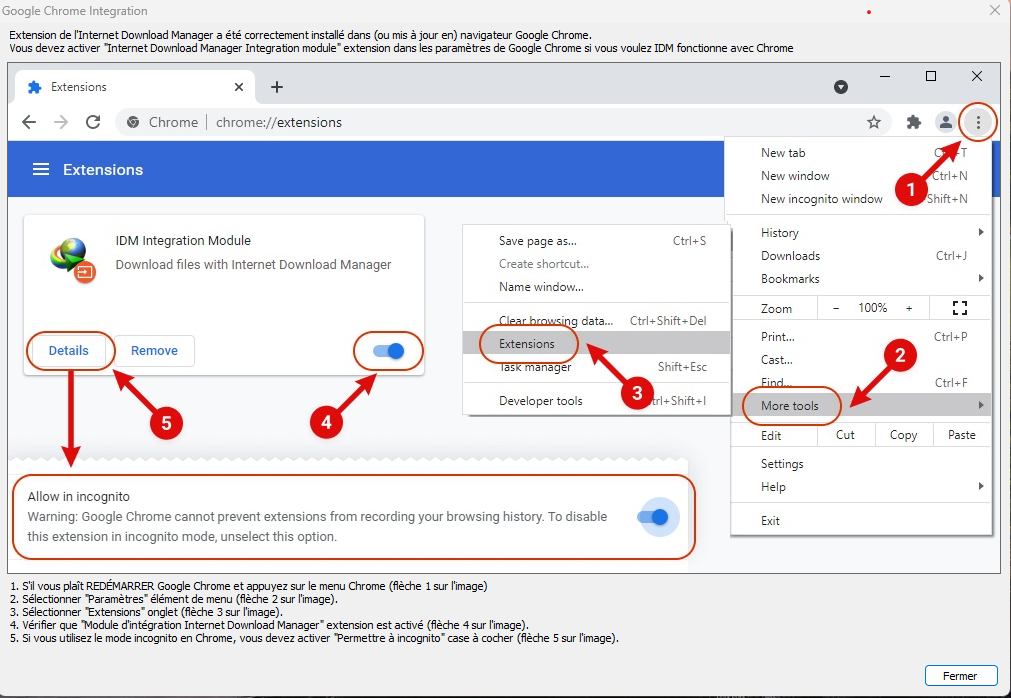 Google Chrome Integration
Extension de l'Internet Download Manager a été correctement installé dans (ou mis à jour en) navigateur Google Chrome.
Vous devez activer "Internet Download Manager Integration module" extension dans les paramètres de Google Chrome si vous voulez IDM fonctionne avec Chrome
Extensions
Chrome | chrome://extensions
Extensions
New tab Ctrl+T
1
New window Ctrl+N
New incognito window Shift+N
IDM Integration Module
Download files with Internet Download Manager
Details Remove
4
5
Save page as... Ctrl+S
Create shortcut...
Name window...
Clear browsing data... Ctrl+Shift+Del
Extensions
Task manager Shift+Esc
3
Developer tools Ctrl+Shift+I
History
Downloads Ctrl+J
Bookmarks
Zoom - 100% +
Print... Ctrl+P
Cast...
2
Find... Ctrl+F
More tools
Edit Cut Copy Paste
Settings
Help
Exit
Allow in incognito
Warning: Google Chrome cannot prevent extensions from recording your browsing history. To disable
this extension in incognito mode, unselect this option.
1. S'il vous plaît REDÉMARRER Google Chrome et appuyez sur le menu Chrome (flèche 1 sur l'image)
2. Sélectionner "Paramètres" élément de menu (flèche 2 sur l'image).
3. Sélectionner "Extensions" onglet (flèche 3 sur l'image).
4. Vérifier que "Module d'intégration Internet Download Manager" extension est activé (flèche 4 sur l'image).
5. Si vous utilisez le mode incognito en Chrome, vous devez activer "Permettre à incognito" case à cocher (flèche 5 sur l'image).
Fermer